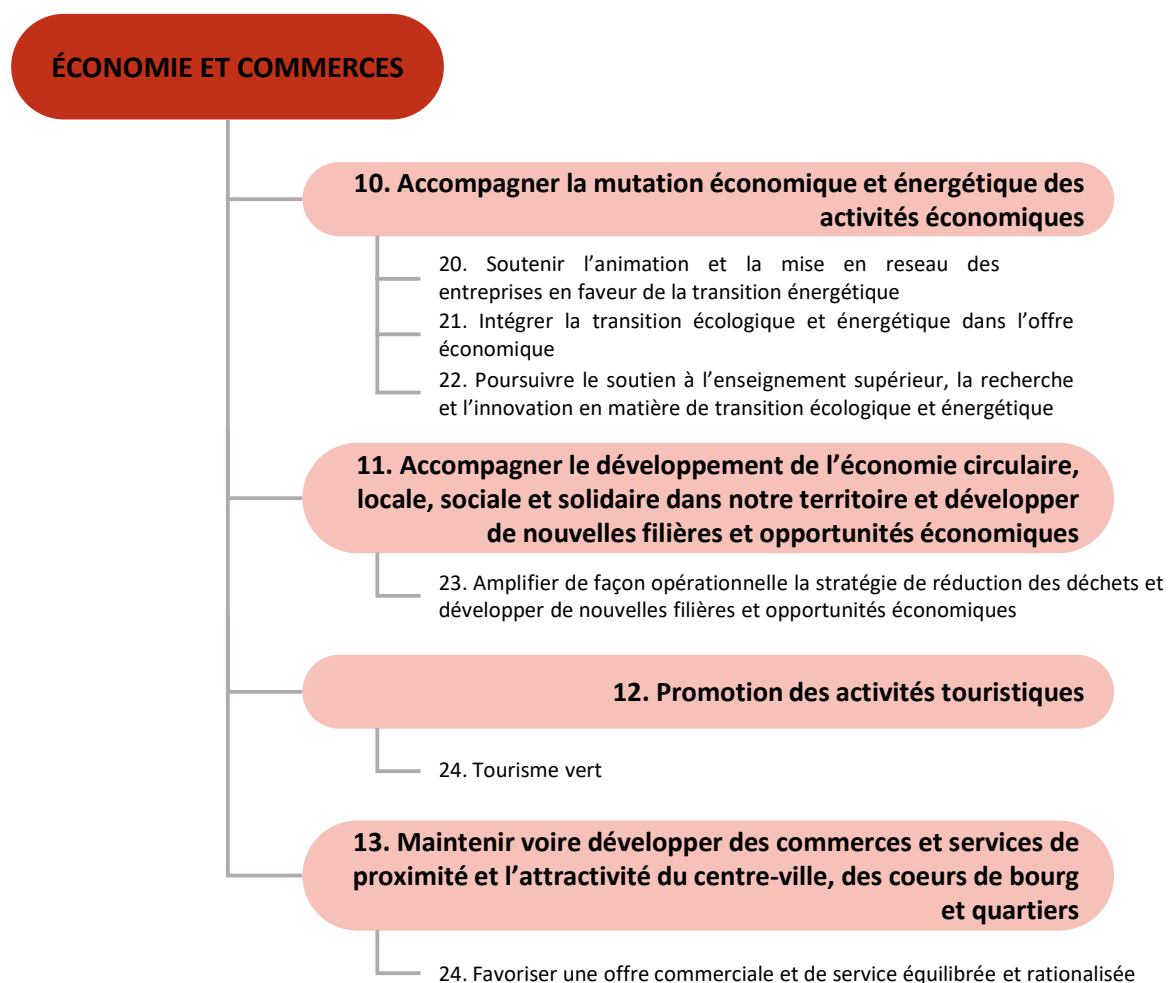 ÉCONOMIE ET COMMERCES
10. Accompagner la mutation économique et énergétique des
activités économiques
20. Soutenir l’animation et la mise en reseau des
entreprises en faveur de la transition énergétique
21. Intégrer la transition écologique et énergétique dans l’offre
économique
22. Poursuivre le soutien à l’enseignement supérieur, la recherche
et l’innovation en matière de transition écologique et énergétique
11. Accompagner le développement de l’économie circulaire,
locale, sociale et solidaire dans notre territoire et développer
de nouvelles filières et opportunités économiques
23. Amplifier de façon opérationnelle la stratégie de réduction des déchets et
développer de nouvelles filières et opportunités économiques
12. Promotion des activités touristiques
24. Tourisme vert
13. Maintenir voire développer des commerces et services de
proximité et l’attractivité du centre-ville, des coeurs de bourg
et quartiers
24. Favoriser une offre commerciale et de service équilibrée et rationalisée